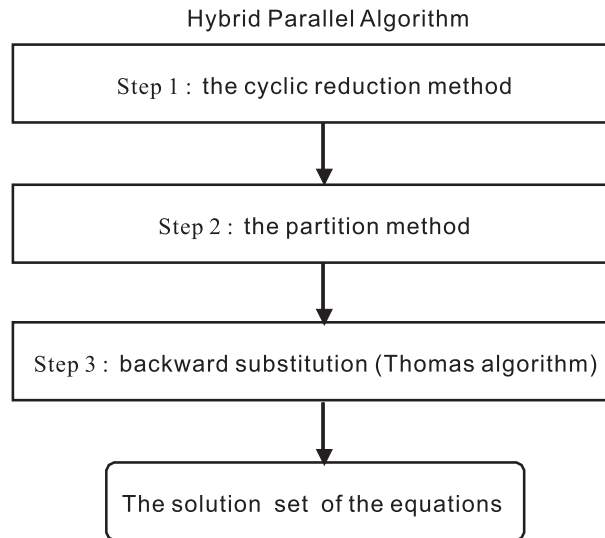 Hybrid Parallel Algorithm
Step 1 : the cyclic reduction method
Step 2 : the partition method
Step 3 : backward substitution (Thomas algorithm)
The solution set of the equations